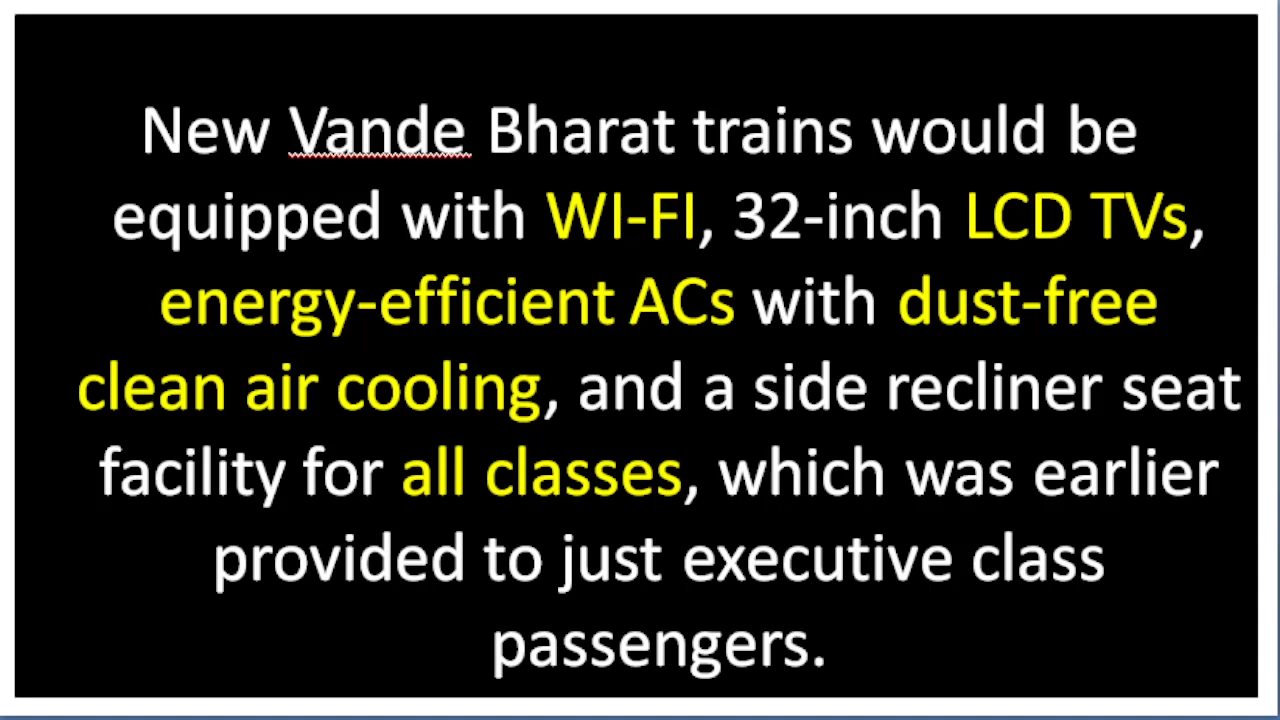 New Vande Bharat trains would be
equipped with WI-FI, 32-inch LCD TVs,
energy-efficient ACs with dust-free
clean air cooling, and a side recliner seat
facility for all classes, which was earlier
provided to just executive class
passengers.